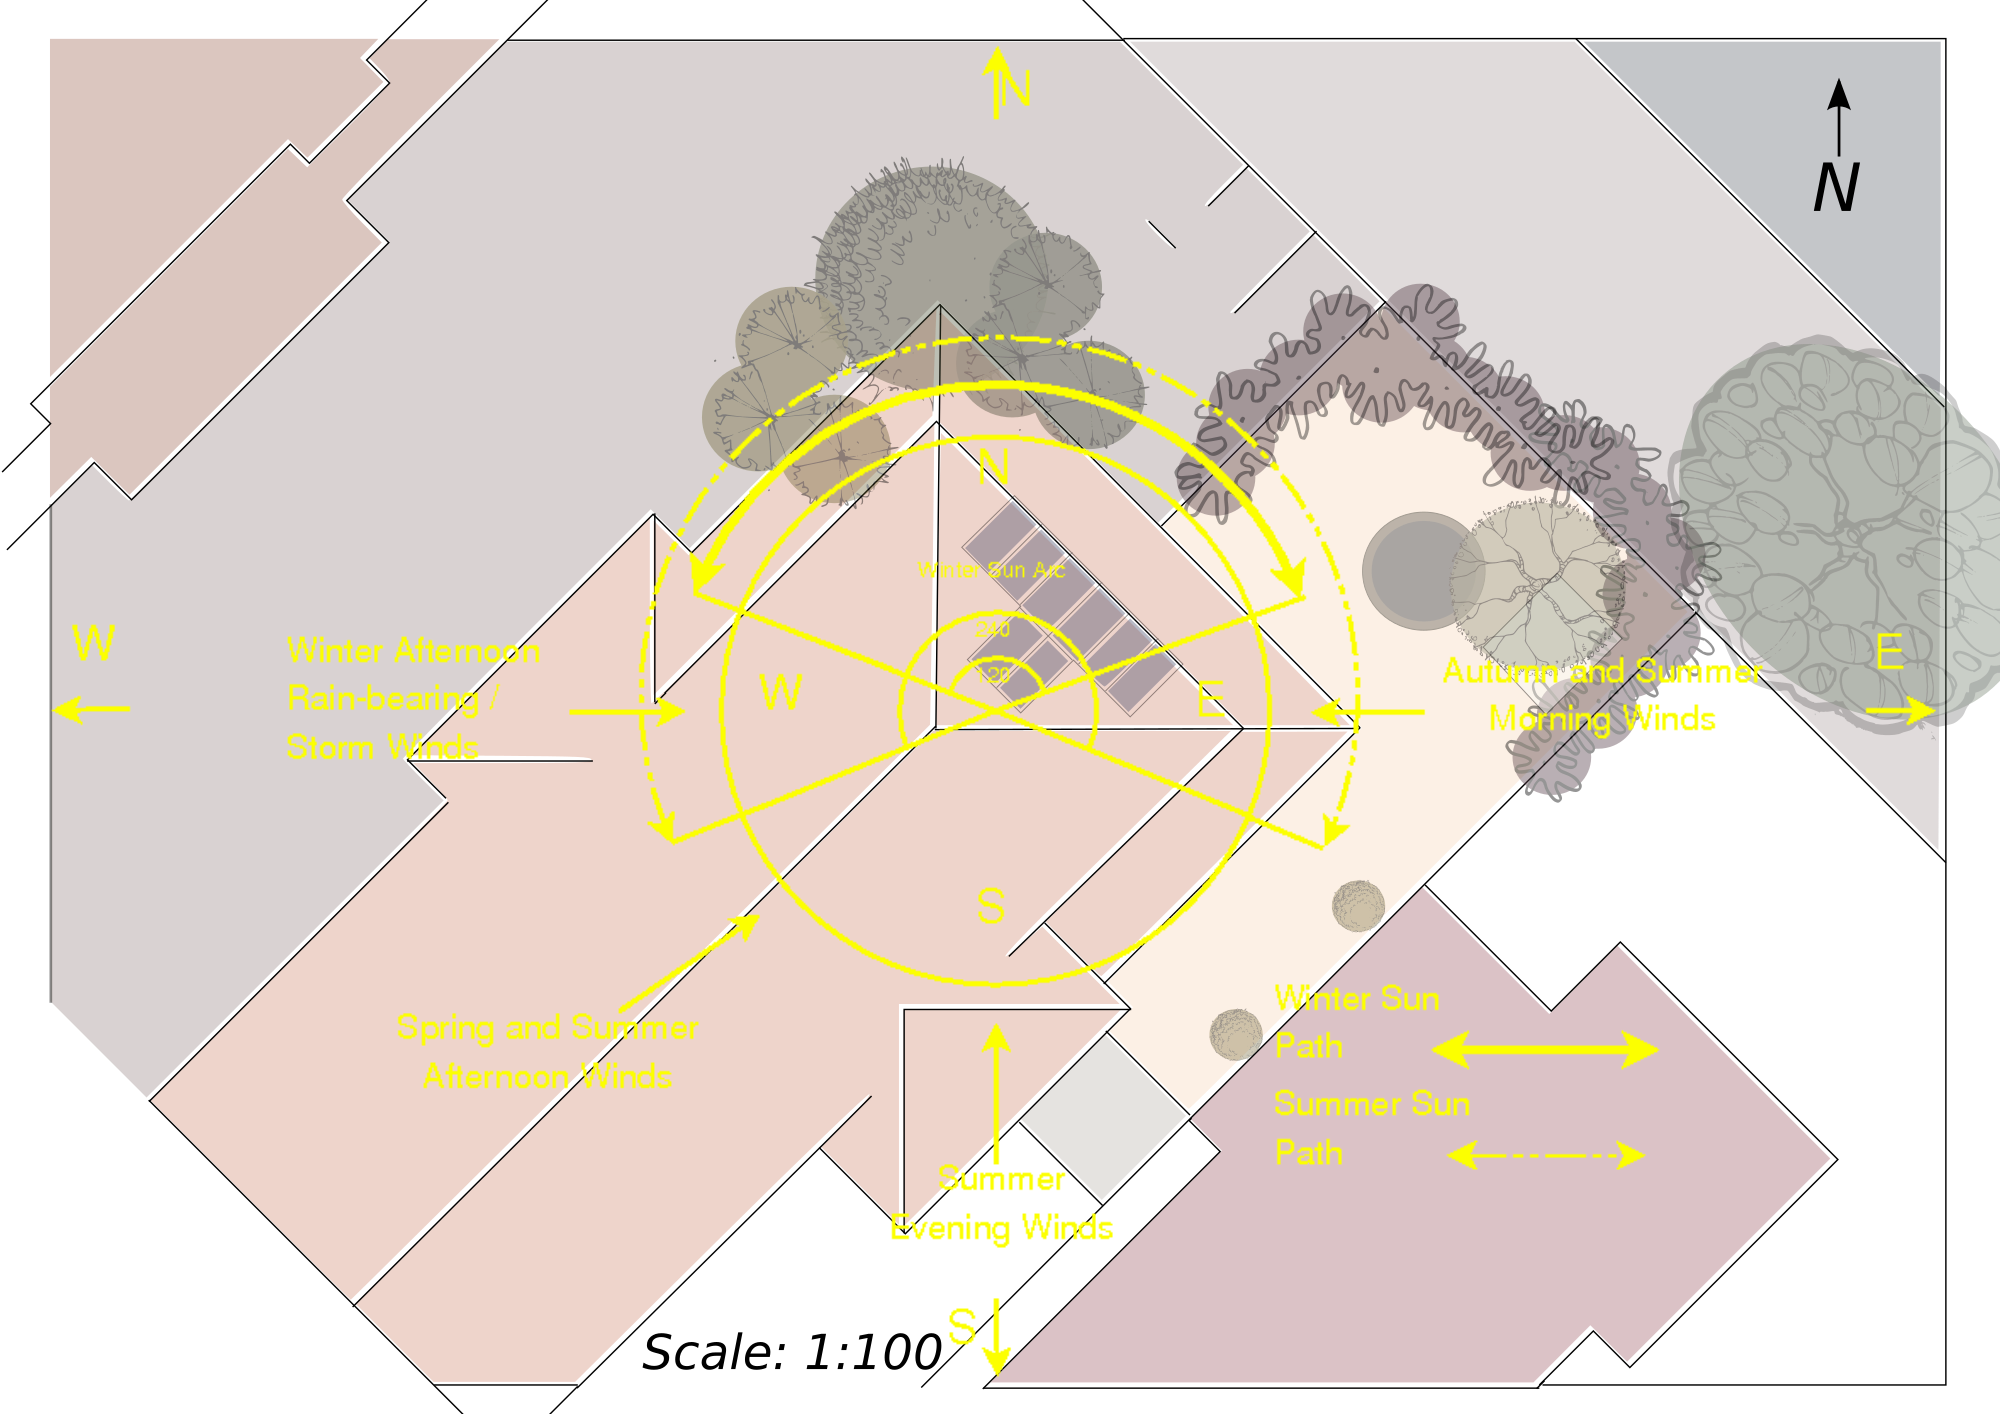 N
N
N
Winter Sun Arc
240
120
W
Winter Afternoon
Rain-bearing /
Storm Winds
W
E
Autumn and Summer
Morning Winds
E
S
Spring and Summer
Afternoon Winds
Winter Sun
Path
Summer Sun
Path
Summer
Evening Winds
S
Scale: 1:100